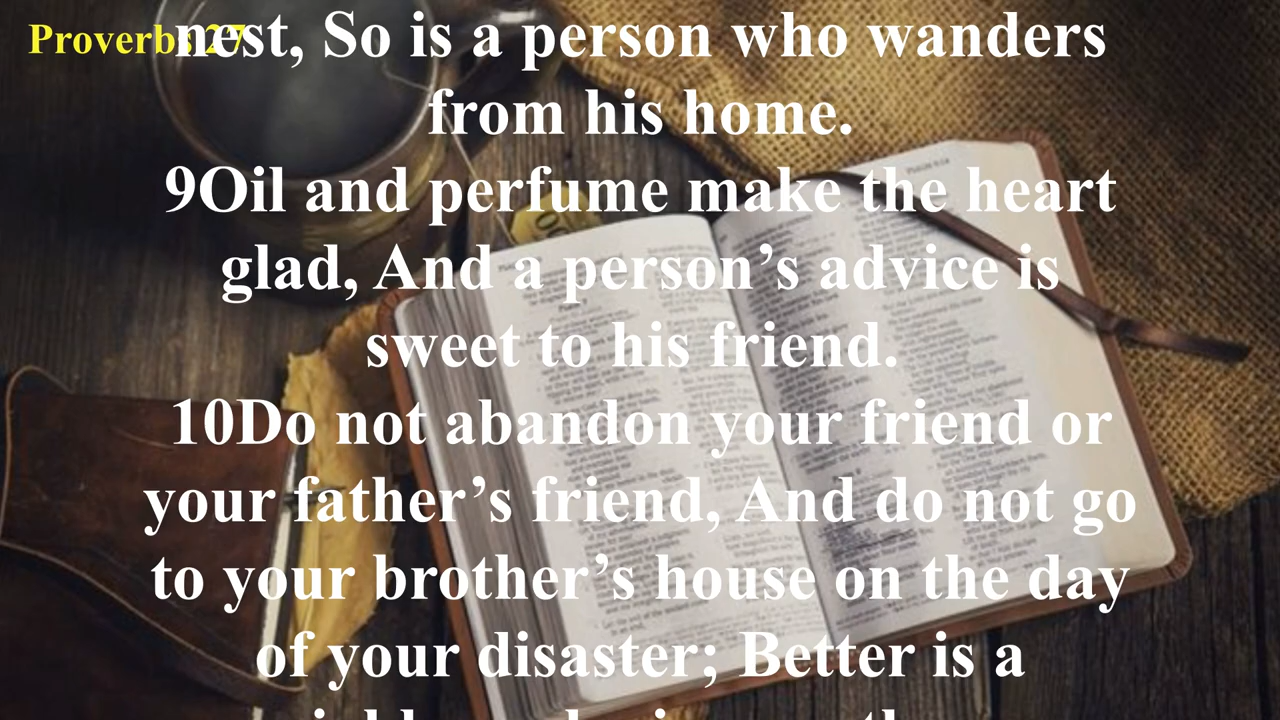 Proverbs 27
nest, So is a person who wanders
from his home.
9Oil and perfume make the heart
glad, And a person’s advice is
sweet to his friend.
10Do not abandon your friend or
your father’s friend, And do not go
to your brother’s house on the day
of your disaster; Better is a